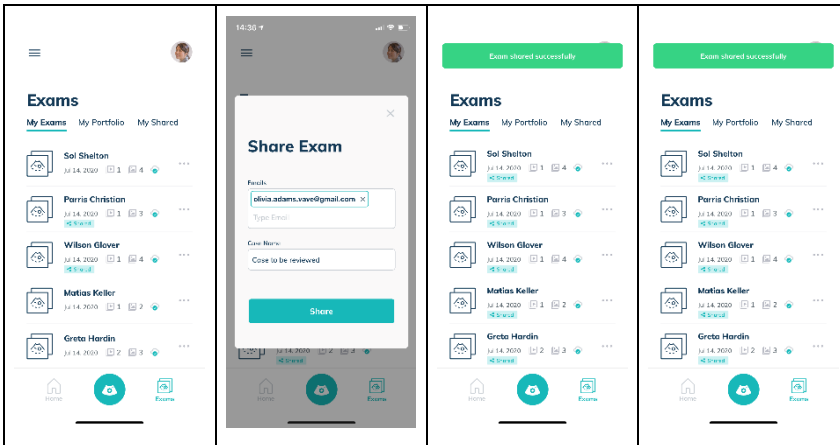 Exams
My Exams My Portfolio My Shared
Sol Shelton
Jul 14, 2020 1 4
Parris Christian
Jul 14, 2020 1 3
Shared
Wilson Glover
Jul 14, 2020 1 4
Shared
Matias Keller
Jul 14, 2020 1 2
Greta Hardin
Jul 14, 2020 2 3
Home Exams
14:36
Share Exam
Emails
olivia.adams.vave@gmail.com ×
Type Email
Case Name
Case to be reviewed
Share
Jul 14, 2020 2 3
Shared
Home Exams
Exam shared successfully
Exams
My Exams My Portfolio My Shared
Sol Shelton
Jul 14, 2020 1 4
Shared
Parris Christian
Jul 14, 2020 1 3
Shared
Wilson Glover
Jul 14, 2020 1 4
Shared
Matias Keller
Jul 14, 2020 1 2
Shared
Greta Hardin
Jul 14, 2020 2 3
Shared
Home Exams
Exam shared successfully
Exams
My Exams My Portfolio My Shared
Sol Shelton
Jul 14, 2020 1 4
Shared
Parris Christian
Jul 14, 2020 1 3
Shared
Wilson Glover
Jul 14, 2020 1 4
Shared
Matias Keller
Jul 14, 2020 1 2
Shared
Greta Hardin
Jul 14, 2020 2 3
Shared
Home Exams